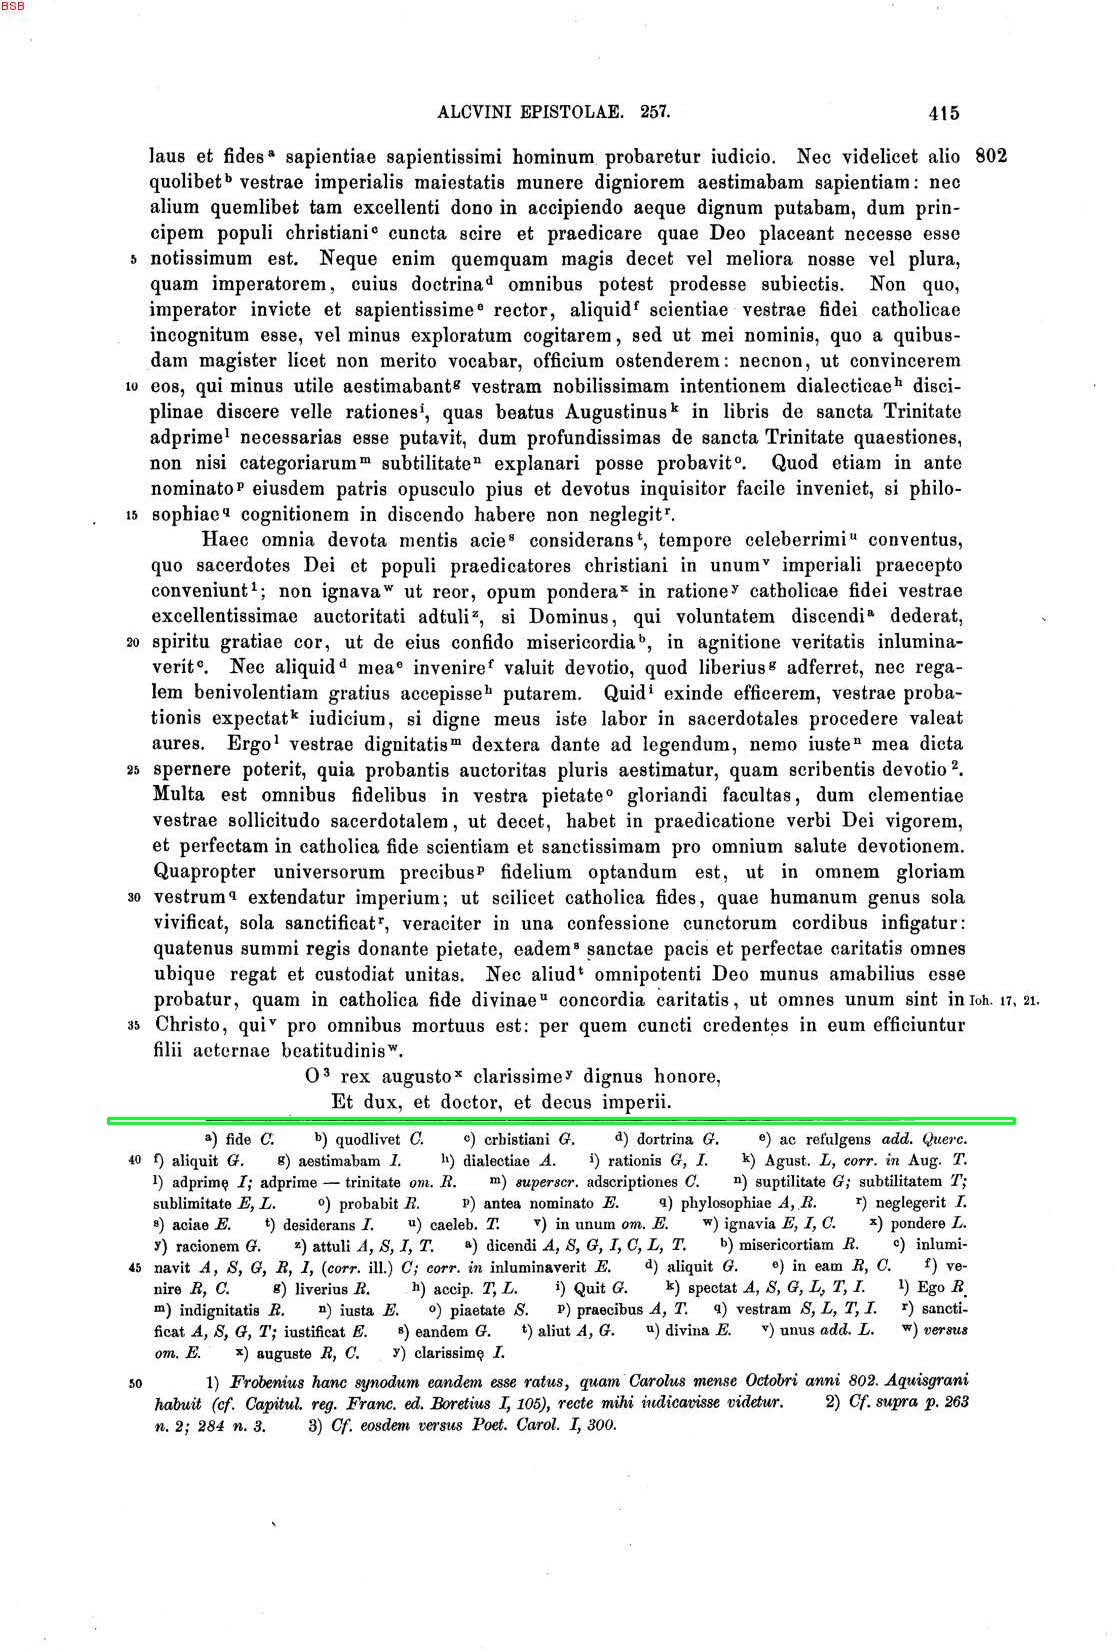 BSB
ALCVINI EPISTOLAE. 257. 415
laus et fides a sapientiae sapientissimi hominum probaretur iudicio. Nec videlicet alio 802
quolibet b vestrae imperialis maiestatis munere digniorem aestimabam sapientiam: nec
alium quemlibet tam excellenti dono in accipiendo aeque dignum putabam, dum prin-
cipem populi christiani c cuncta scire et praedicare quae Deo placeant necesse esse
5 notissimum est. Neque enim quemquam magis decet vel meliora nosse vel plura,
quam imperatorem, cuius doctrina d omnibus potest prodesse subiectis. Non quo,
imperator invicte et sapientissime e rector, aliquid f scientiae vestrae fidei catholicae
incognitum esse, vel minus exploratum cogitarem, sed ut mei nominis, quo a quibus-
dam magister licet non merito vocabar, officium ostenderem: necnon, ut convincerem
10 eos, qui minus utile aestimabant g vestram nobilissimam intentionem dialecticae h disci-
plinae discere velle rationes i, quas beatus Augustinus k in libris de sancta Trinitate
adprime l necessarias esse putavit, dum profundissimas de sancta Trinitate quaestiones,
non nisi categoriarum m subtilitate n explanari posse probavit o. Quod etiam in ante
nominato p eiusdem patris opusculo pius et devotus inquisitor facile inveniet, si philo-
15 sophiae q cognitionem in discendo habere non neglegit r.
Haec omnia devota mentis acie s considerans t, tempore celeberrimi u conventus,
quo sacerdotes Dei et populi praedicatores christiani in unum v imperiali praecepto
conveniunt 1; non ignava w ut reor, opum pondera x in ratione y catholicae fidei vestrae
excellentissimae auctoritati adtuli z, si Dominus, qui voluntatem discendi a dederat,
20 spiritu gratiae cor, ut de eius confido misericordia b, in agnitione veritatis inlumina-
verit c. Nec aliquid d mea e invenire f valuit devotio, quod liberius g adferret, nec rega-
lem benivolentiam gratius accepisse h putarem. Quid i exinde efficerem, vestrae proba-
tionis expectat k iudicium, si digne meus iste labor in sacerdotales procedere valeat
aures. Ergo l vestrae dignitatis m dextera dante ad legendum, nemo iuste n mea dicta
25 spernere poterit, quia probantis auctoritas pluris aestimatur, quam scribentis devotio 2.
Multa est omnibus fidelibus in vestra pietate o gloriandi facultas, dum clementiae
vestrae sollicitudo sacerdotalem, ut decet, habet in praedicatione verbi Dei vigorem,
et perfectam in catholica fide scientiam et sanctissimam pro omnium salute devotionem.
Quapropter universorum precibus p fidelium optandum est, ut in omnem gloriam
30 vestrum q extendatur imperium; ut scilicet catholica fides, quae humanum genus sola
vivificat, sola sanctificat r, veraciter in una confessione cunctorum cordibus infigatur:
quatenus summi regis donante pietate, eadem s sanctae pacis et perfectae caritatis omnes
ubique regat et custodiat unitas. Nec aliud t omnipotenti Deo munus amabilius esse
probatur, quam in catholica fide divinae u concordia caritatis, ut omnes unum sint in Ioh. 17, 21.
35 Christo, qui v pro omnibus mortuus est: per quem cuncti credentes in eum efficiuntur
filii aeternae beatitudinis w.
O 3 rex augusto x clarissime y dignus honore,
Et dux, et doctor, et decus imperii.
a) fide C. b) quodlivet C. c) crhistiani G. d) dortrina G. e) ac refulgens add. Querc.
40 f) aliquit G. g) aestimabam I. h) dialectiae A. i) rationis G, I. k) Agust. L, corr. in Aug. T.
l) adprimę I; adprime — trinitate om. R. m) superscr. adscriptiones C. n) suptilitate G; subtilitatem T;
sublimitate E, L. o) probabit R. p) antea nominato E. q) phylosophiae A, R. r) neglegerit I.
s) aciae E. t) desiderans I. u) caeleb. T. v) in unum om. E. w) ignavia E, I, C. x) pondere L.
y) racionem G. z) attuli A, S, I, T. a) dicendi A, S, G, I, C, L, T. b) misericortiam R. c) inlumi-
45 navit A, S, G, R, I, (corr. ill.) C; corr. in inluminaverit E. d) aliquit G. e) in eam R, C. f) ve-
nire R, C. g) liverius R. h) accip. T, L. i) Quit G. k) spectat A, S, G, L, T, I. l) Ego R.
m) indignitatis R. n) iusta E. o) piaetate S. p) praecibus A, T. q) vestram S, L, T, I. r) sancti-
ficat A, S, G, T; iustificat E. s) eandem G. t) aliut A, G. u) divina E. v) unus add. L. w) versus
om. E. x) auguste R, C. y) clarissimę I.
50 1) Frobenius hanc synodum eandem esse ratus, quam Carolus mense Octobri anni 802. Aquisgrani
habuit (cf. Capitul. reg. Franc. ed. Boretius I, 105), recte mihi iudicavisse videtur. 2) Cf. supra p. 263
n. 2; 284 n. 3. 3) Cf. eosdem versus Poet. Carol. I, 300.